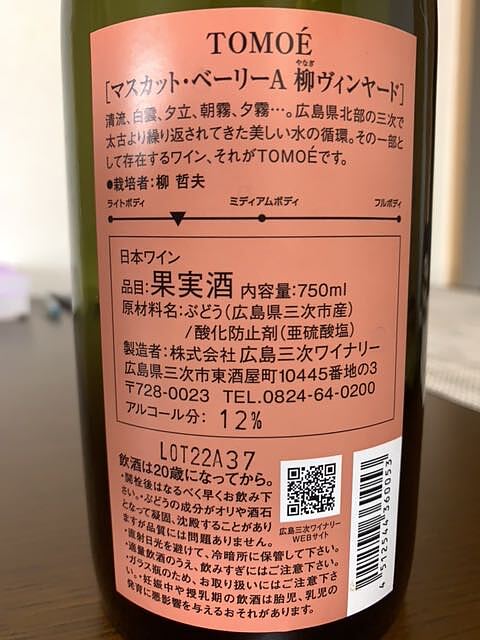 TOMOÉ
やなぎ
[マスカット・ベーリーA 柳ヴィンヤード]
清流、白雲、夕立、朝霧、夕霧…。広島県北部の三次で
太古より繰り返されてきた美しい水の循環。その一部と
して存在するワイン、それがTOMOÉです。
●栽培者:柳 哲夫
ライトボディ ミディアムボディ フルボディ
日本ワイン
品目:果実酒 内容量:750ml
原材料名:ぶどう(広島県三次市産)
/酸化防止剤(亜硫酸塩)
製造者:株式会社 広島三次ワイナリー
広島県三次市東酒屋町10445番地の3
〒728-0023 TEL.0824-64-0200
アルコール分: 12%
LOT22A37
飲酒は20歳になってから。
・開栓後はなるべく早くお飲み下
さい。・ぶどうの成分がオリや酒石
となって凝固、沈殿することがあり
ますが品質には問題ありません。
・直射日光を避けて、冷暗所に保管して下さい。
・適量飲酒のうえ、飲みすぎにはご注意下さい。
・ガラス瓶のため、お取り扱いにはご注意下さ
い。・妊娠中や授乳期の飲酒は胎児、乳児の
発育に悪影響を与えるおそれがあります。
広島三次ワイナリー
WEBサイト
4 512544 360053